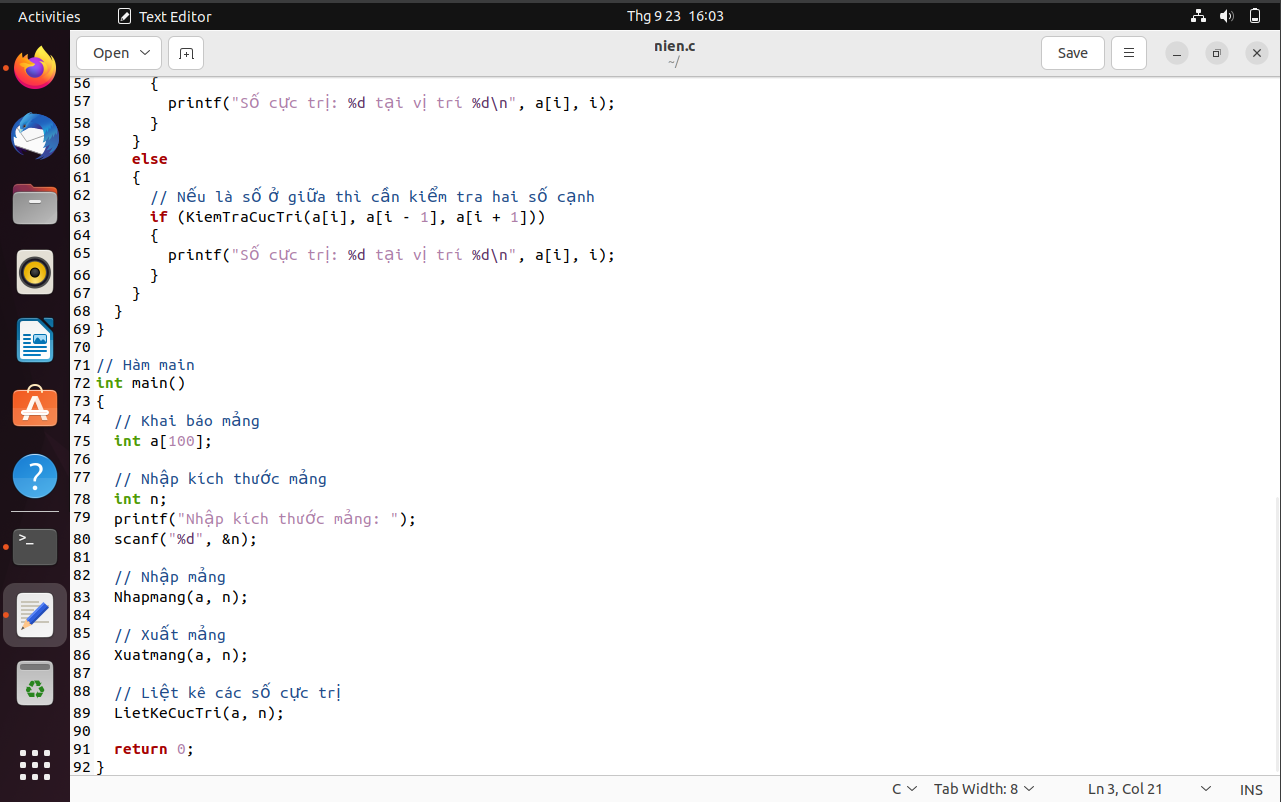 Activities
Text Editor
Thg 9 23 16:03
Open
nien.c
~/
Save
56 {
57 printf("Số cực trị: %d tại vị trí %d\n", a[i], i);
58 }
59 }
60 else
61 {
62 // Nếu là số ở giữa thì cần kiểm tra hai số cạnh
63 if (KiemTraCucTri(a[i], a[i - 1], a[i + 1]))
64 {
65 printf("Số cực trị: %d tại vị trí %d\n", a[i], i);
66 }
67 }
68 }
69 }
70
71 // Hàm main
72 int main()
73 {
74 // Khai báo mảng
75 int a[100];
76
77 // Nhập kích thước mảng
78 int n;
79 printf("Nhập kích thước mảng: ");
80 scanf("%d", &n);
81
82 // Nhập mảng
83 Nhapmang(a, n);
84
85 // Xuất mảng
86 Xuatmang(a, n);
87
88 // Liệt kê các số cực trị
89 LietKeCucTri(a, n);
90
91 return 0;
92 }
C
Tab Width: 8
Ln 3, Col 21
INS